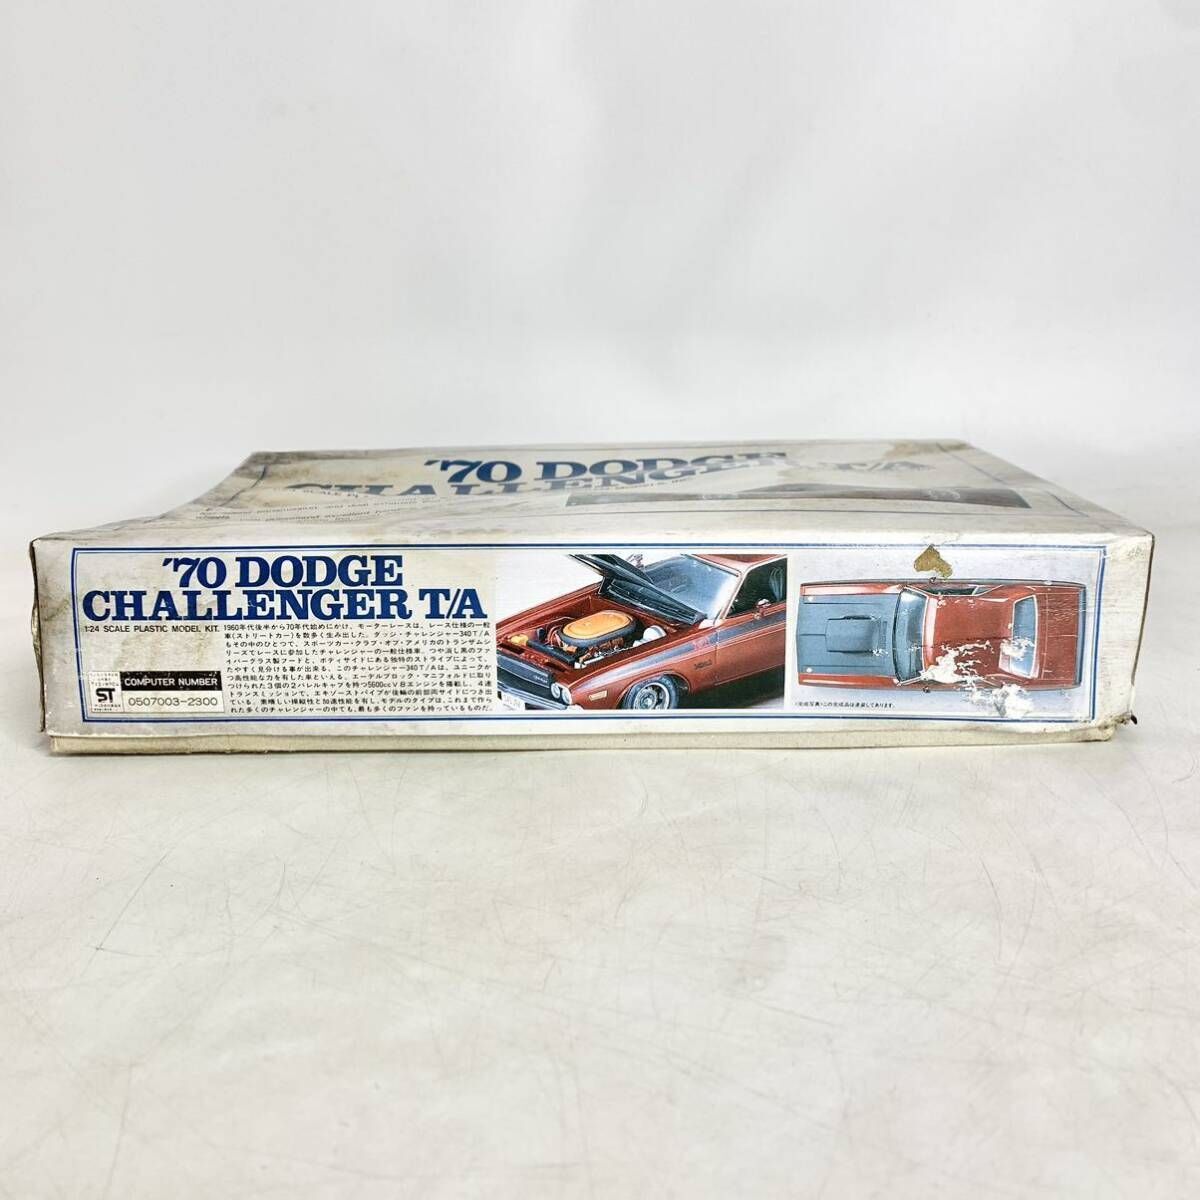 '70 DODGE
CHALLENGER T/A
'70 DODGE
CHALLENGER T/A
1:24 SCALE PLASTIC MODEL KIT. 1960年代後半から70年代始めにかけ、モーターレースは、レース仕様の一般
車(ストリートカー)を数多く生み出した。ダッジ・チャレンジャー340T/A
もその中のひとつで、スポーツカー・クラブ・オブ・アメリカのトランザムシ
リーズでレースに参加したチャレンジャーの一般仕様車。つや消し黒のファ
イバーグラス製フードと、ボディサイドにある独特のストライプによって、
たやすく見分ける事が出来る。このチャレンジャー340T/Aは、ユニークか
つ高性能な力を有した車といえる。エーデルブロック・マニフォルドに取り
つけられた3個の2バレルキャブを持つ5600ccV8エンジンを搭載し、4速
トランスミッションで、エキゾーストパイプが後輪の前部両サイドにつき出
ている。素晴しい操縦性と加速性能を有し、モデルのタイプは、これまで作ら
れた多くのチャレンジャーの中でも、最も多くのファンを持っているものだ。
ST
COMPUTER NUMBER
0507003-2300
(完成写真)この完成品は塗装してあります。